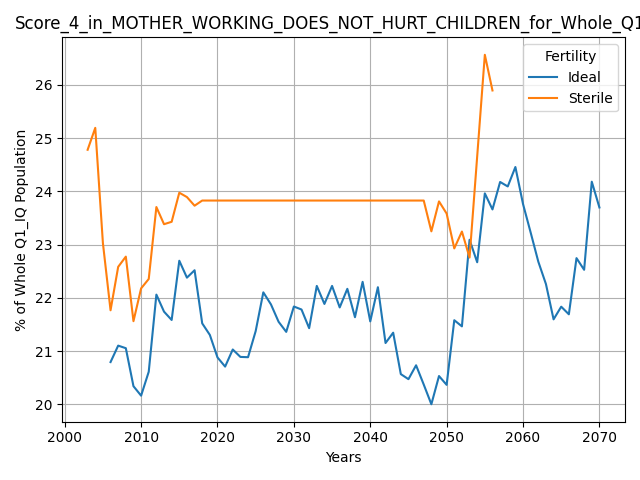 Score_4_in_MOTHER_WORKING_DOES_NOT_HURT_CHILDREN_for_Whole_Q1
Fertility
Ideal
Sterile
% of Whole Q1_IQ Population
26
25
24
23
22
21
20
2000 2010 2020 2030 2040 2050 2060 2070
Years